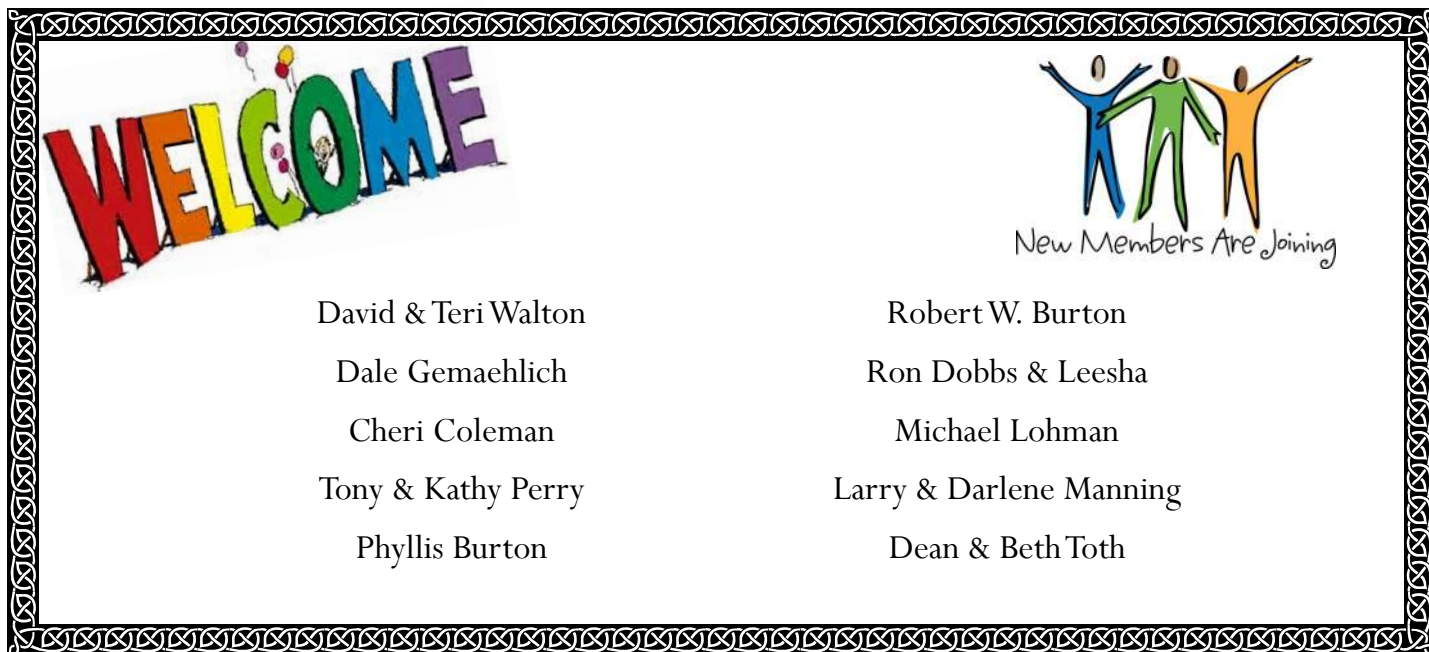 WELCOME
New Members Are Joining
David & Teri Walton
Dale Gemaehlich
Cheri Coleman
Tony & Kathy Perry
Phyllis Burton
Robert W. Burton
Ron Dobbs & Leesha
Michael Lohman
Larry & Darlene Manning
Dean & Beth Toth